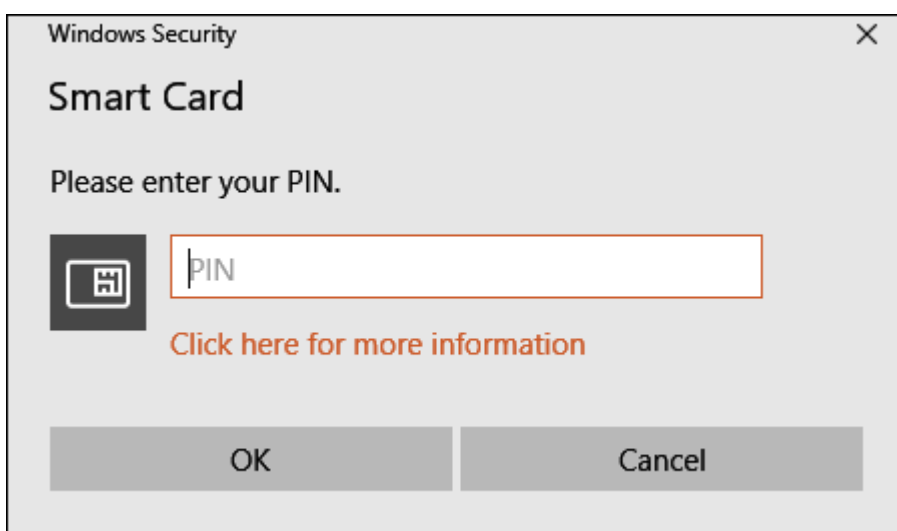 Windows Security
Smart Card
Please enter your PIN.
PIN
Click here for more information
OK
Cancel